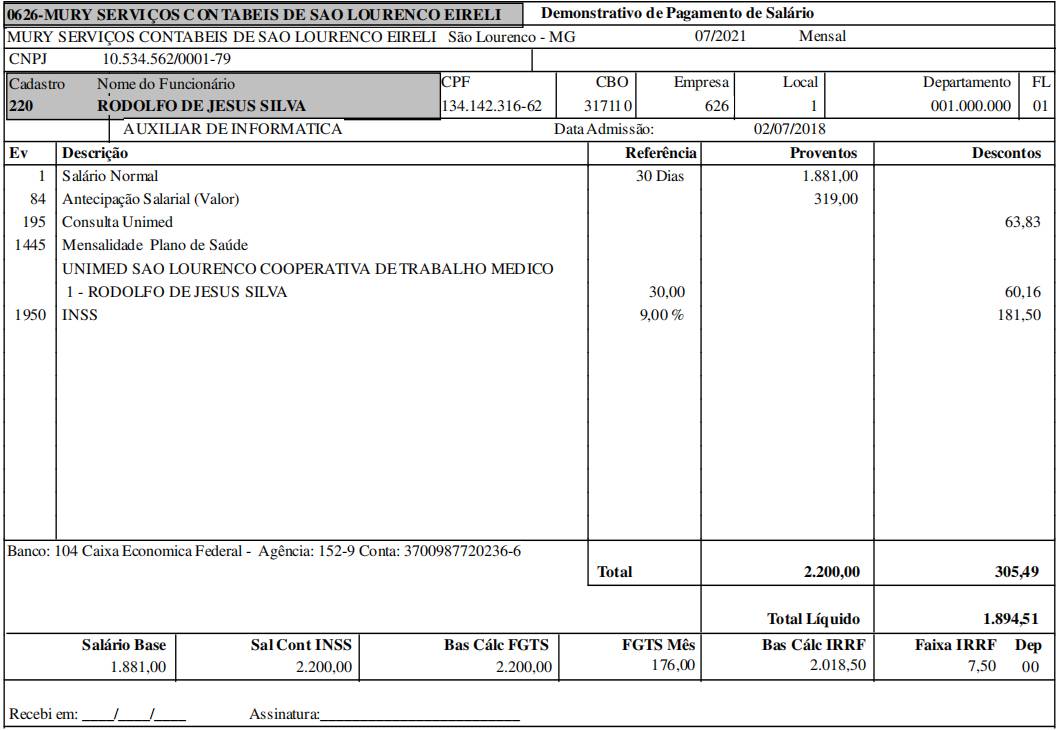 0626-MURY SERVIÇOS CONTABEIS DE SAO LOURENCO EIRELI Demonstrativo de Pagamento de Salário
MURY SERVIÇOS CONTABEIS DE SAO LOURENCO EIRELI São Lourenco - MG 07/2021 Mensal
CNPJ 10.534.562/0001-79
Cadastro Nome do Funcionário CPF CBO Empresa Local Departamento FL
220 RODOLFO DE JESUS SILVA 134.142.316-62 317110 626 1 001.000.000 01
AUXILIAR DE INFORMATICA Data Admissão: 02/07/2018
Ev Descrição Referência Proventos Descontos
1 Salário Normal 30 Dias 1.881,00
84 Antecipação Salarial (Valor) 319,00
195 Consulta Unimed 63,83
1445 Mensalidade Plano de Saúde
UNIMED SAO LOURENCO COOPERATIVA DE TRABALHO MEDICO
1 - RODOLFO DE JESUS SILVA 30,00 60,16
1950 INSS 9,00 % 181,50
Banco: 104 Caixa Economica Federal - Agência: 152-9 Conta: 3700987720236-6
Total 2.200,00 305,49
Total Líquido 1.894,51
Salário Base Sal Cont INSS Bas Cálc FGTS FGTS Mês Bas Cálc IRRF Faixa IRRF Dep
1.881,00 2.200,00 2.200,00 176,00 2.018,50 7,50 00
Recebi em: ____/____/____ Assinatura:_________________________